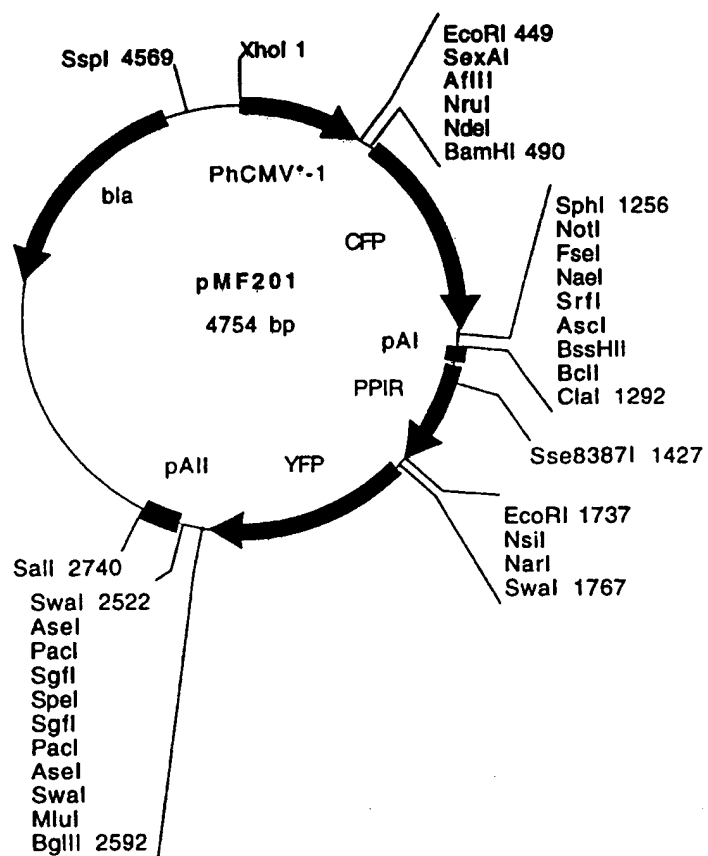 SspI 4569
XhoI 1
EcoRI 449
SexAI
AflII
NruI
NdeI
BamHI 490
PhCMV*-1
bla
CFP
pMF201
4754 bp
SphI 1256
NotI
FseI
NaeI
SrfI
AscI
BssHII
BclI
ClaI 1292
pAI
PPIR
Sse8387I 1427
YFP
pAII
EcoRI 1737
NsiI
NarI
SwaI 1767
SalI 2740
SwaI 2522
AseI
PacI
SgfI
SpeI
SgfI
PacI
AseI
SwaI
MluI
BglII 2592